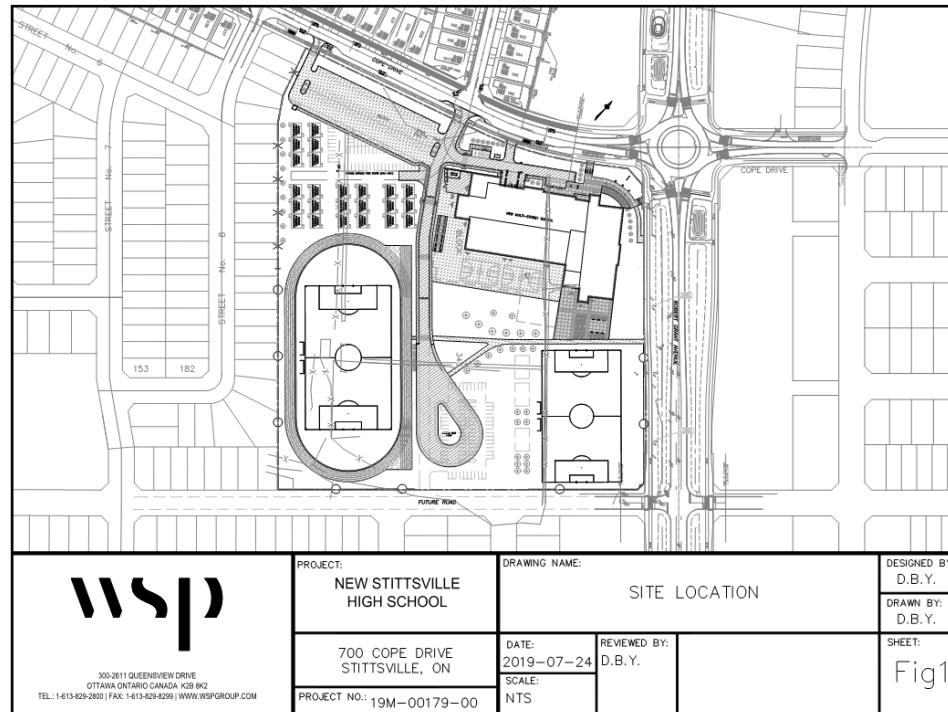 STREET No. 6
COPE DRIVE
STREET No. 7
STREET No. 8
COPE DRIVE
NEW MULTI-STOREY SCHOOL
ROBERT GRANT AVENUE
153
182
FUTURE ROAD
wsp
300-2611 QUEENSVIEW DRIVE
OTTAWA ONTARIO CANADA K2B 8K2
TEL.: 1-613-829-2800 | FAX: 1-613-829-8299 | WWW.WSPGROUP.COM
PROJECT:
NEW STITTSVILLE
HIGH SCHOOL
700 COPE DRIVE
STITTSVILLE, ON
PROJECT NO.: 19M-00179-00
DRAWING NAME:
SITE LOCATION
DATE:
2019-07-24
SCALE:
NTS
REVIEWED BY:
D.B.Y.
DESIGNED BY
D.B.Y.
DRAWN BY:
D.B.Y.
SHEET:
Fig1